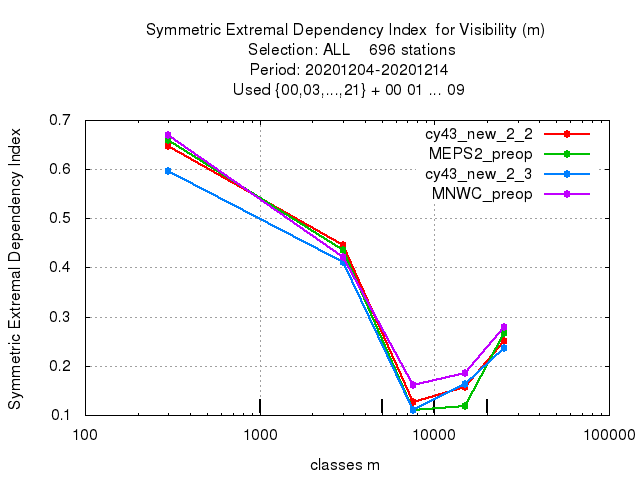 Symmetric Extremal Dependency Index  for Visibility (m)
Selection: ALL    696 stations
Period: 20201204-20201214
Used {00,03,...,21} + 00 01 ... 09
Symmetric Extremal Dependency Index
0.7
0.6
0.5
0.4
0.3
0.2
0.1
cy43_new_2_2
MEPS2_preop
cy43_new_2_3
MNWC_preop
100 1000 10000 100000
classes m